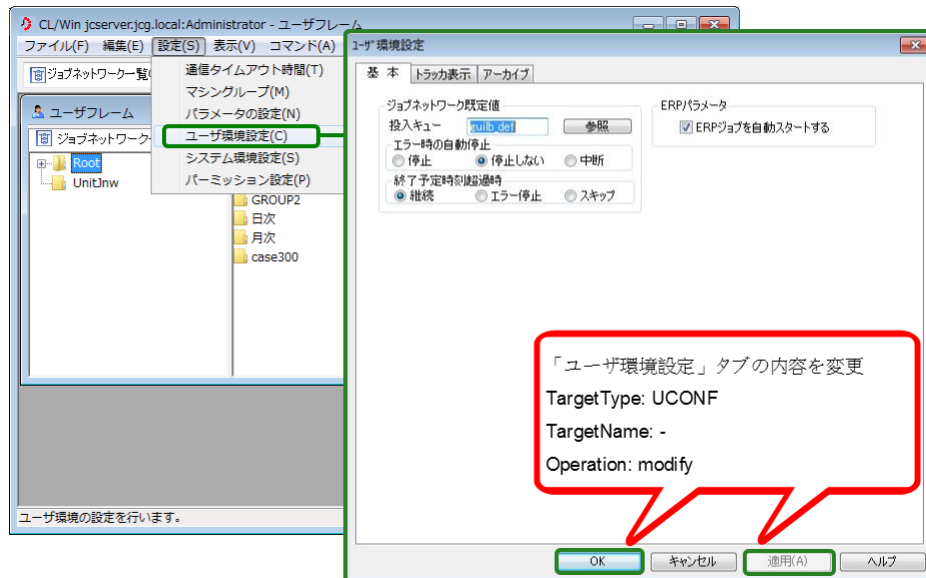 CL/Win jcserver.jcg.local:Administrator - ユーザフレーム
ファイル(F) 編集(E) 設定(S) 表示(V) コマンド(A)
ジョブネットワーク一覧
通信タイムアウト時間(T)
マシングループ(M)
パラメータの設定(N)
ユーザ環境設定(C)
システム環境設定(S)
パーミッション設定(P)
ユーザフレーム
ジョブネットワーク
Root
UnitJnw
GROUP2
日次
月次
case300
ユーザ環境の設定を行います。
ユーザ環境設定
基 本 トラッカ表示 アーカイブ
ジョブネットワーク既定値
投入キュー 参照
エラー時の自動停止
停止 停止しない 中断
終了予定時刻超過時
継続 エラー停止 スキップ
ERPパラメータ
ERPジョブを自動スタートする
「ユーザ環境設定」タブの内容を変更
TargetType: UCONF
TargetName: -
Operation: modify
OK キャンセル 適用(A) ヘルプ